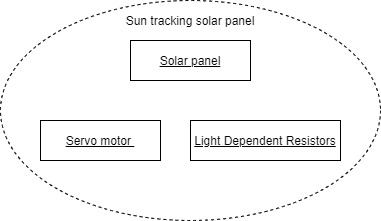 Sun tracking solar panel
Solar panel
Servo motor
Light Dependent Resistors